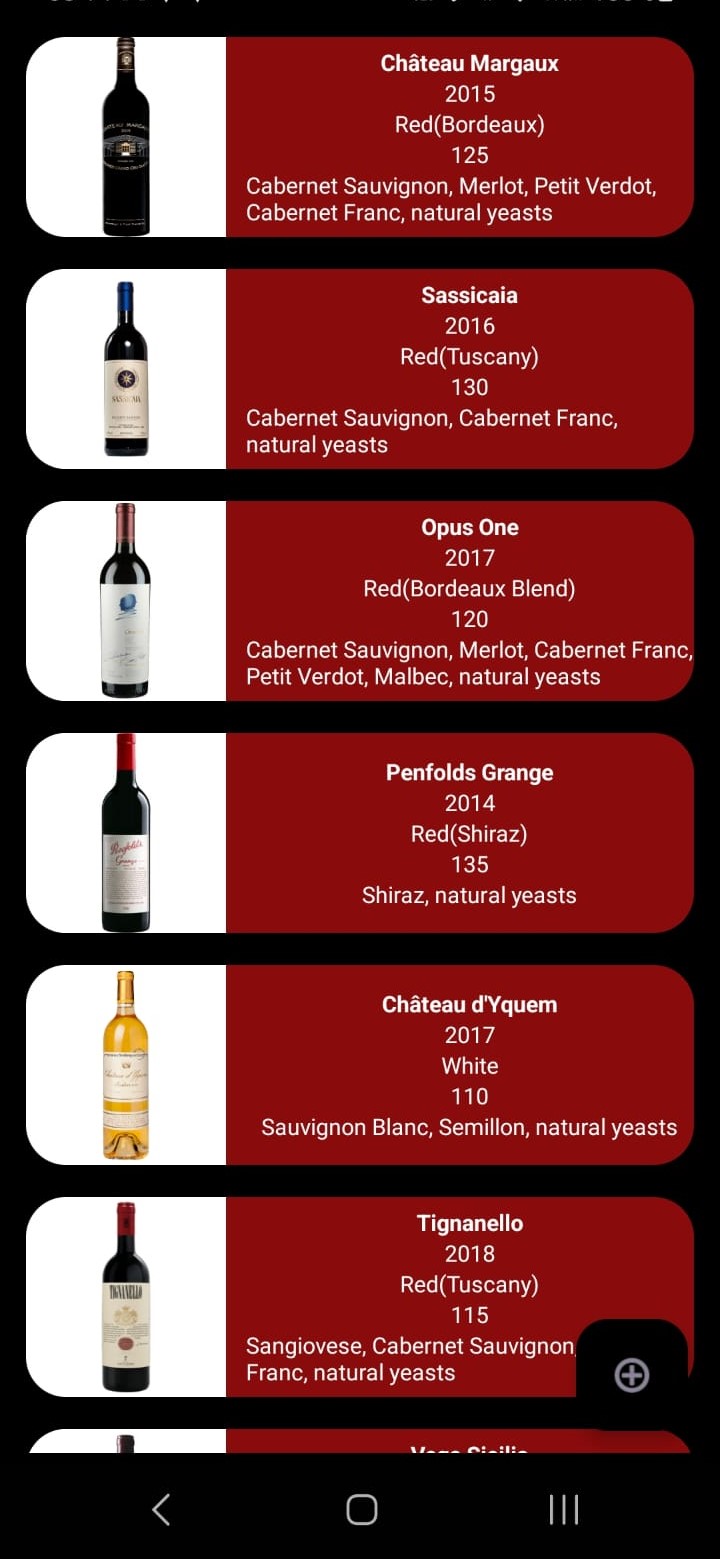 Château Margaux
2015
Red(Bordeaux)
125
Cabernet Sauvignon, Merlot, Petit Verdot,
Cabernet Franc, natural yeasts
Sassicaia
2016
Red(Tuscany)
130
Cabernet Sauvignon, Cabernet Franc,
natural yeasts
Opus One
2017
Red(Bordeaux Blend)
120
Cabernet Sauvignon, Merlot, Cabernet Franc,
Petit Verdot, Malbec, natural yeasts
Penfolds
Grange
Penfolds Grange
2014
Red(Shiraz)
135
Shiraz, natural yeasts
Château d'Yquem
2017
White
110
Sauvignon Blanc, Semillon, natural yeasts
TIGNANELLO
Tignanello
2018
Red(Tuscany)
115
Sangiovese, Cabernet Sauvignon,
Franc, natural yeasts